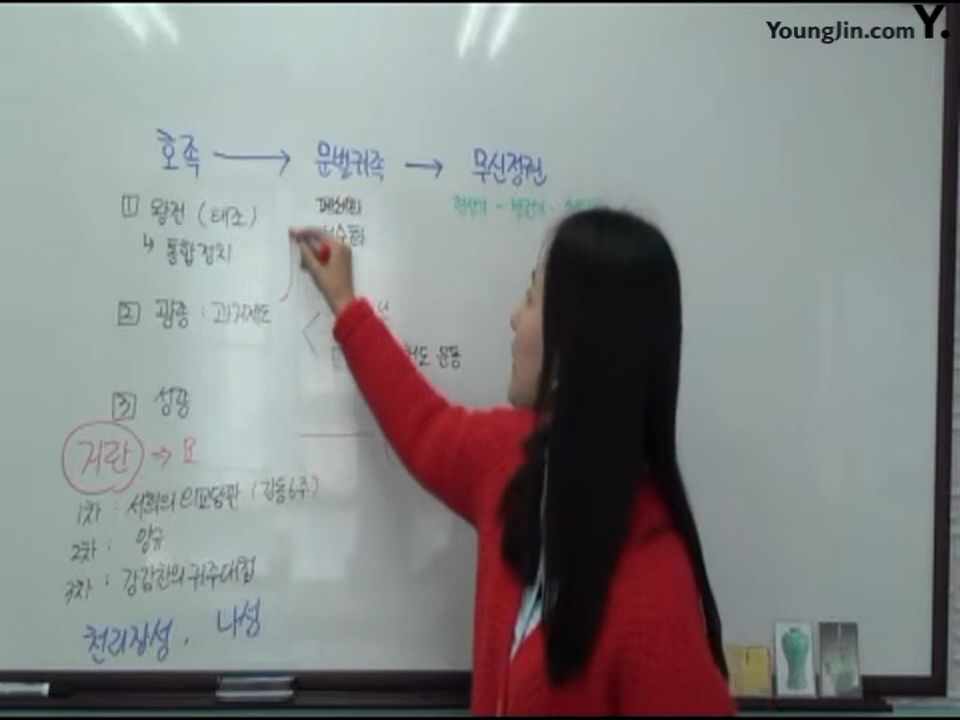 YoungJin.com Y.
호족 → 문벌귀족 → 무신정권
① 왕건 (태조)
↳ 통합정치
② 광종 : 과거제도
운동
③ 성종
거란 → 요
1차 : 서희의 외교담판 (강동6주)
2차 : 양규
3차 : 강감찬의 귀주대첩
천리장성, 나성